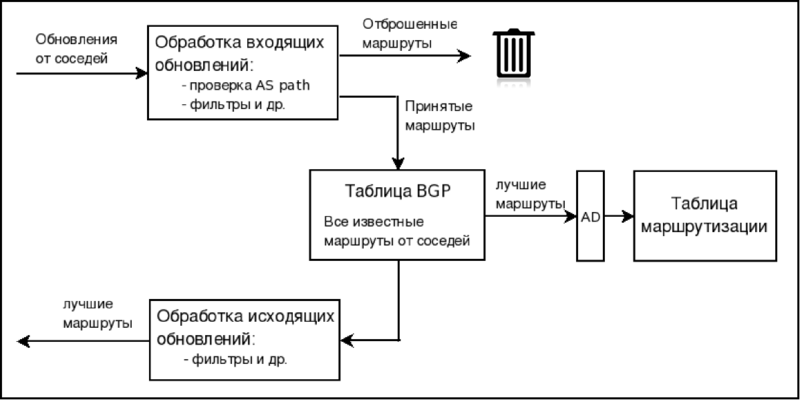 Обновления
от соседей
Обработка входящих
обновлений:
- проверка AS path
- фильтры и др.
Отброшенные
маршруты
Принятые
маршруты
Таблица BGP
Все известные
маршруты от соседей
лучшие
маршруты
AD
Таблица
маршрутизации
лучшие
маршруты
Обработка исходящих
обновлений:
- фильтры и др.